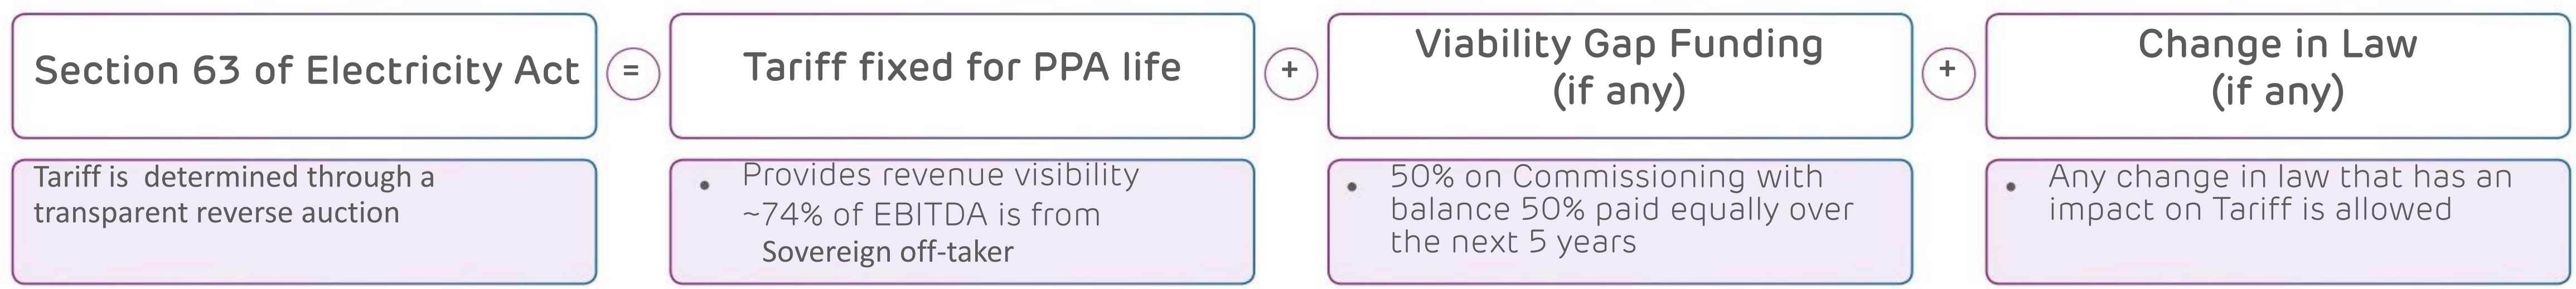 Section 63 of Electricity Act
=
Tariff fixed for PPA life
+
Viability Gap Funding
(if any)
+
Change in Law
(if any)
Tariff is  determined through a
transparent reverse auction
• Provides revenue visibility
~74% of EBITDA is from
Sovereign off-taker
• 50% on Commissioning with
balance 50% paid equally over
the next 5 years
• Any change in law that has an
impact on Tariff is allowed